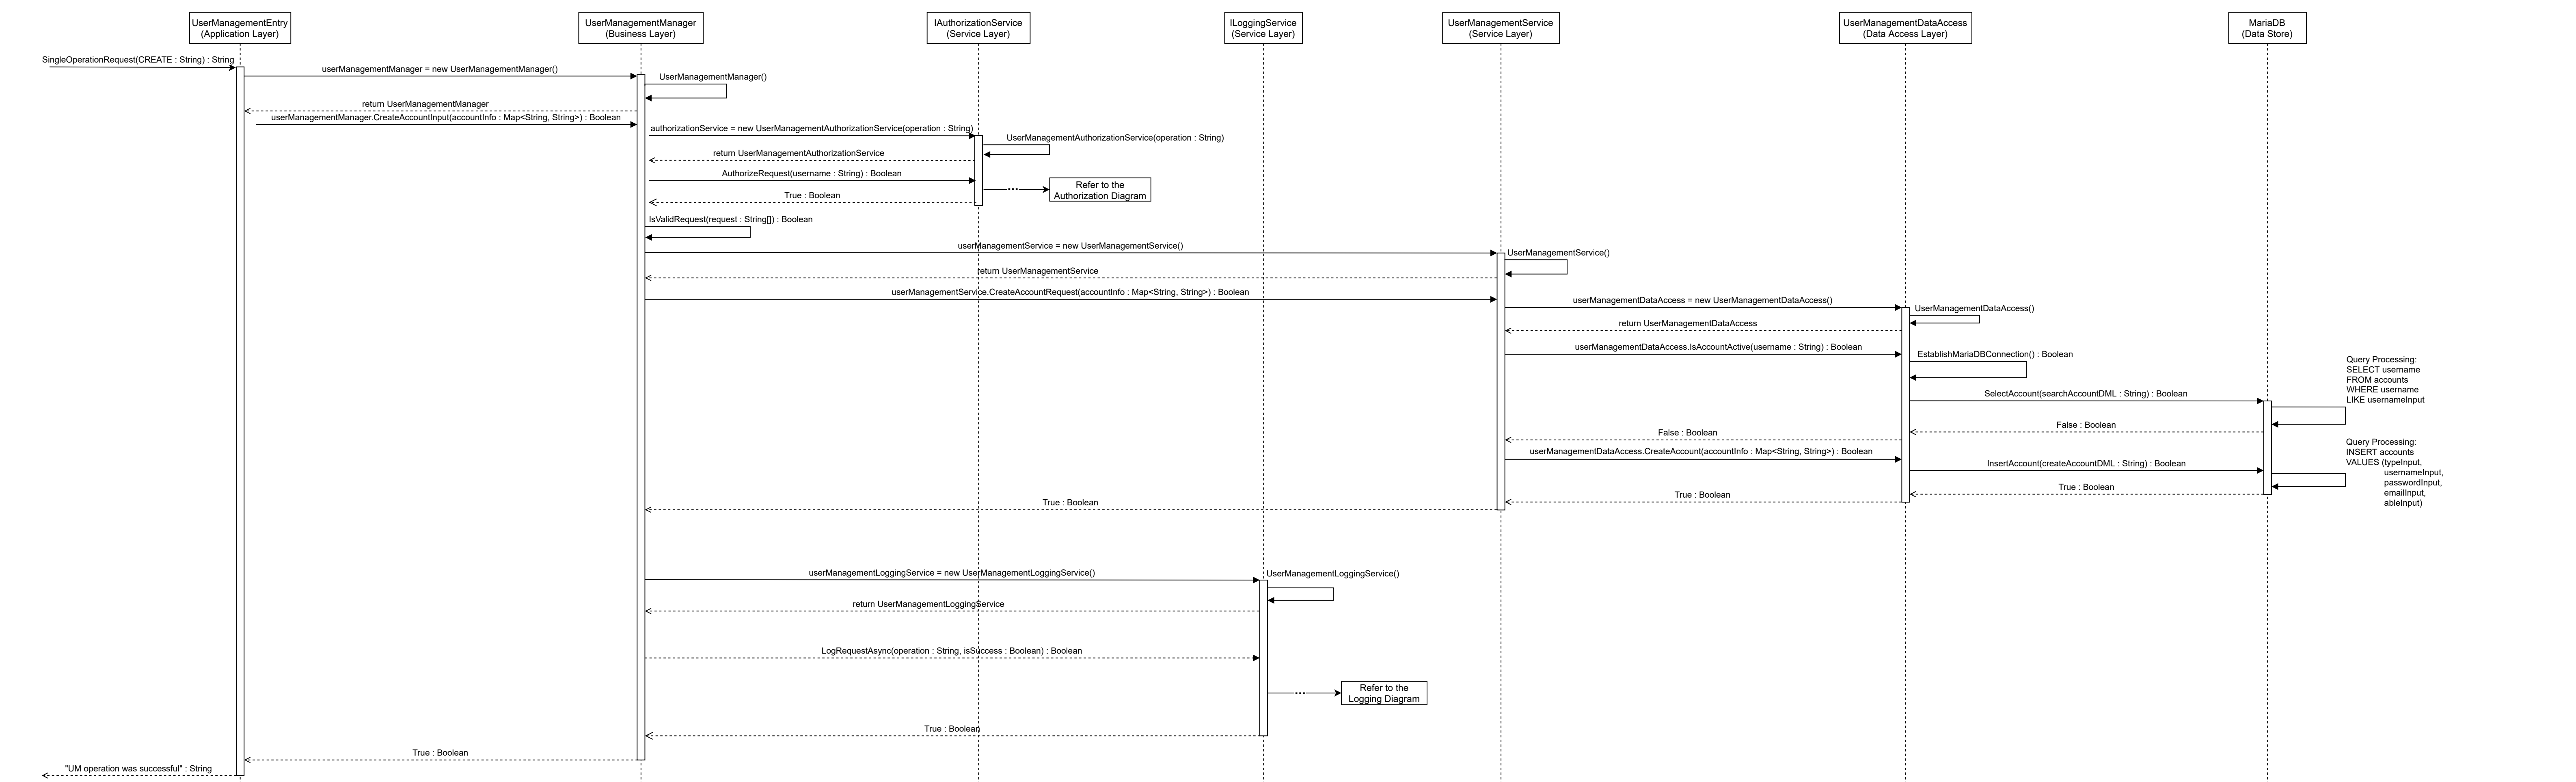 UserManagementEntry
(Application Layer)
UserManagementManager
(Business Layer)
IAuthorizationService
(Service Layer)
ILoggingService
(Service Layer)
UserManagementService
(Service Layer)
UserManagementDataAccess
(Data Access Layer)
MariaDB
(Data Store)
SingleOperationRequest(CREATE : String) : String
userManagementManager = new UserManagementManager()
UserManagementManager()
return UserManagementManager
userManagementManager.CreateAccountInput(accountInfo : Map<String, String>) : Boolean
authorizationService = new UserManagementAuthorizationService(operation : String)
UserManagementAuthorizationService(operation : String)
return UserManagementAuthorizationService
AuthorizeRequest(username : String) : Boolean
Refer to the
Authorization Diagram
True : Boolean
IsValidRequest(request : String[]) : Boolean
userManagementService = new UserManagementService()
UserManagementService()
return UserManagementService
userManagementService.CreateAccountRequest(accountInfo : Map<String, String>) : Boolean
userManagementDataAccess = new UserManagementDataAccess()
UserManagementDataAccess()
return UserManagementDataAccess
userManagementDataAccess.IsAccountActive(username : String) : Boolean
EstablishMariaDBConnection() : Boolean
Query Processing:
SELECT username
FROM accounts
WHERE username
LIKE usernameInput
SelectAccount(searchAccountDML : String) : Boolean
False : Boolean
False : Boolean
userManagementDataAccess.CreateAccount(accountInfo : Map<String, String>) : Boolean
Query Processing:
INSERT accounts
VALUES (typeInput,
usernameInput,
passwordInput,
emailInput,
ableInput)
InsertAccount(createAccountDML : String) : Boolean
True : Boolean
True : Boolean
True : Boolean
userManagementLoggingService = new UserManagementLoggingService()
UserManagementLoggingService()
return UserManagementLoggingService
LogRequestAsync(operation : String, isSuccess : Boolean) : Boolean
Refer to the
Logging Diagram
True : Boolean
True : Boolean
"UM operation was successful" : String